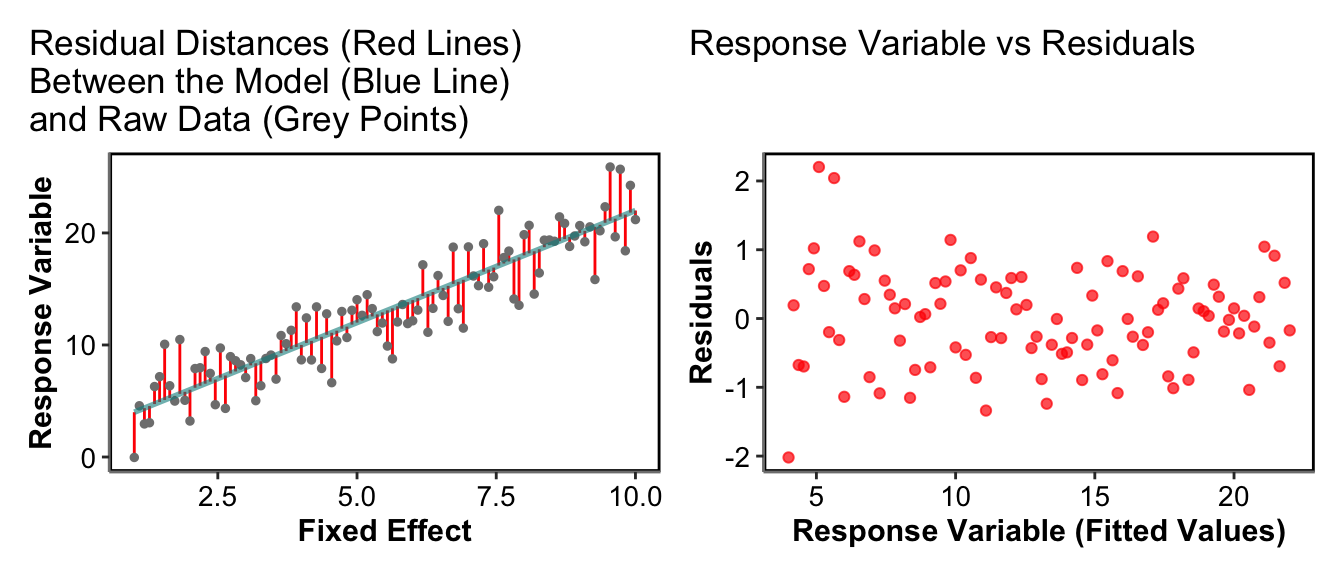 Residual Distances (Red Lines)
Between the Model (Blue Line)
and Raw Data (Grey Points)
Response Variable
20
10
0
2.5 5.0 7.5 10.0
Fixed Effect
Response Variable vs Residuals
Residuals
2
1
0
-1
-2
5 10 15 20
Response Variable (Fitted Values)